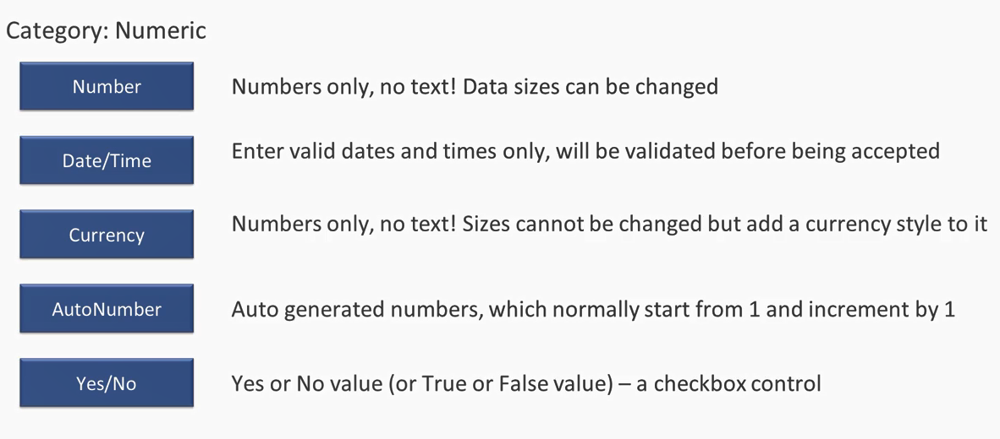 Category: Numeric
Number
Numbers only, no text! Data sizes can be changed
Date/Time
Enter valid dates and times only, will be validated before being accepted
Currency
Numbers only, no text! Sizes cannot be changed but add a currency style to it
AutoNumber
Auto generated numbers, which normally start from 1 and increment by 1
Yes/No
Yes or No value (or True or False value) – a checkbox control